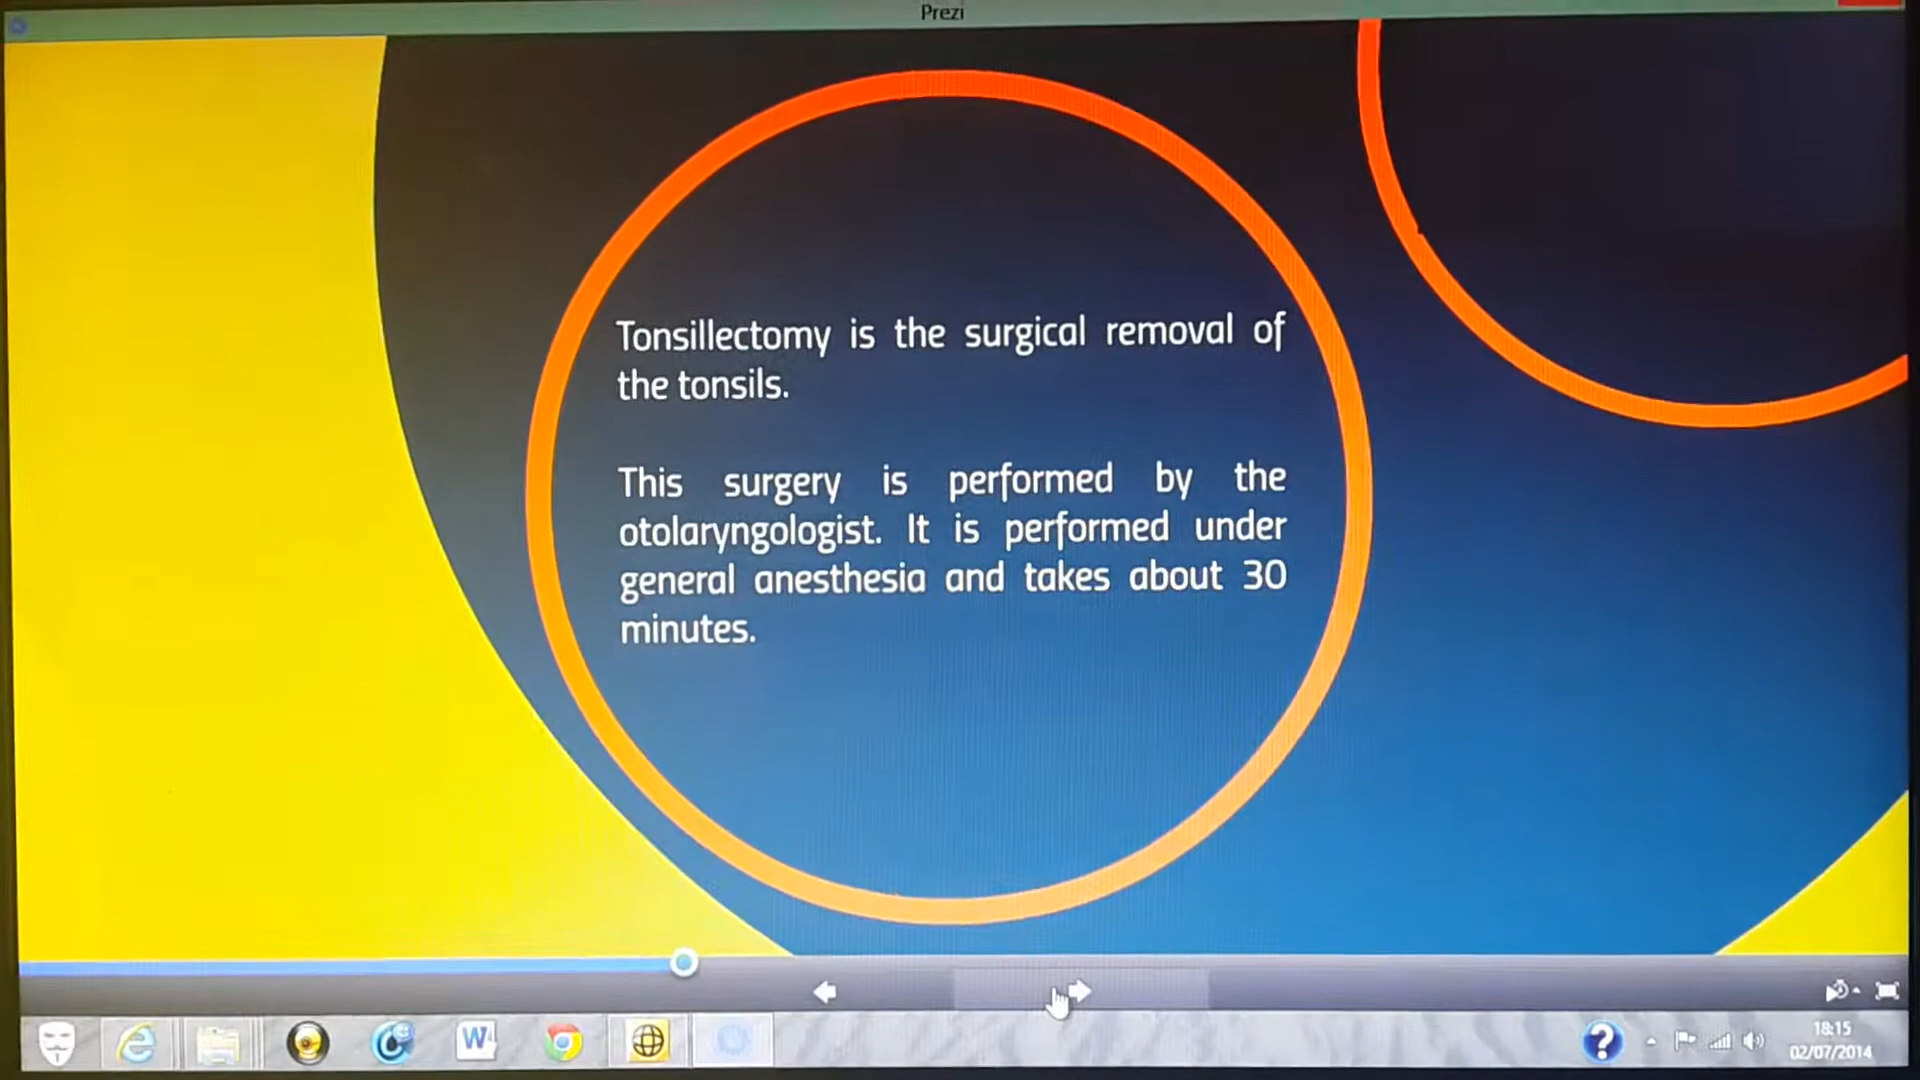 Prezi
Tonsillectomy is the surgical removal of
the tonsils.
This surgery is performed by the
otolaryngologist. It is performed under
general anesthesia and takes about 30
minutes.
18:15
02/07/2014